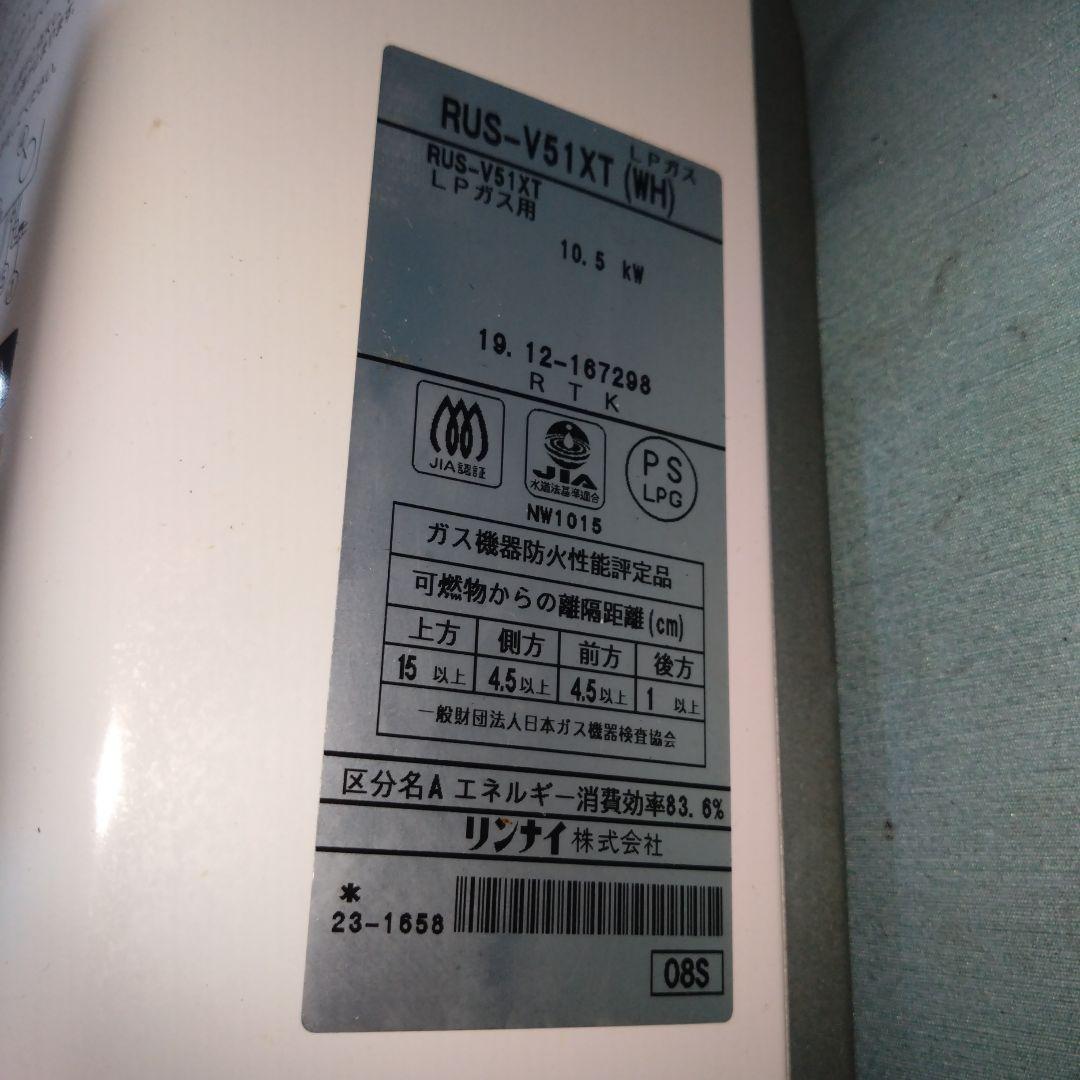 RUS-V51XT (WH) LPガス
RUS-V51XT
LPガス用
10.5 kW
19.12-167298
RTK
JIA認証
JIA
水道法基準適合
PS
LPG
NW1015
ガス機器防火性能評定品
可燃物からの離隔距離(cm)
上方 側方 前方 後方
15 以上 4.5以上 4.5以上 1 以上
一般財団法人日本ガス機器検査協会
区分名A エネルギー消費効率83.6%
リンナイ株式会社
*
23-1658
08S